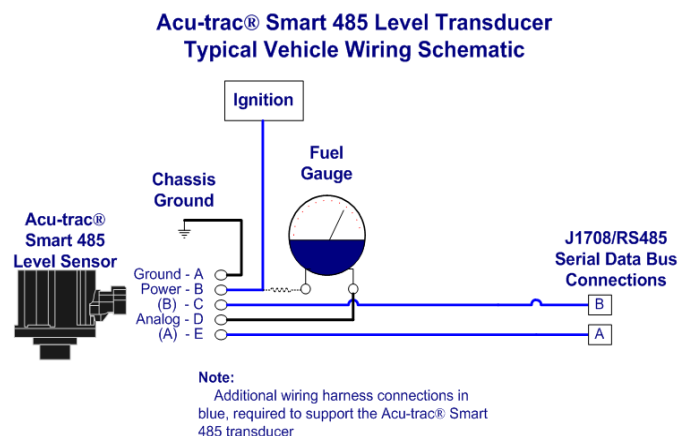 Acu-trac® Smart 485 Level Transducer
Typical Vehicle Wiring Schematic
Ignition
Fuel
Gauge
Chassis
Ground
Acu-trac®
Smart 485
Level Sensor
J1708/RS485
Serial Data Bus
Connections
Ground - A
Power - B
(B) - C
Analog - D
(A) - E
B
A
Note:
Additional wiring harness connections in
blue, required to support the Acu-trac® Smart
485 transducer